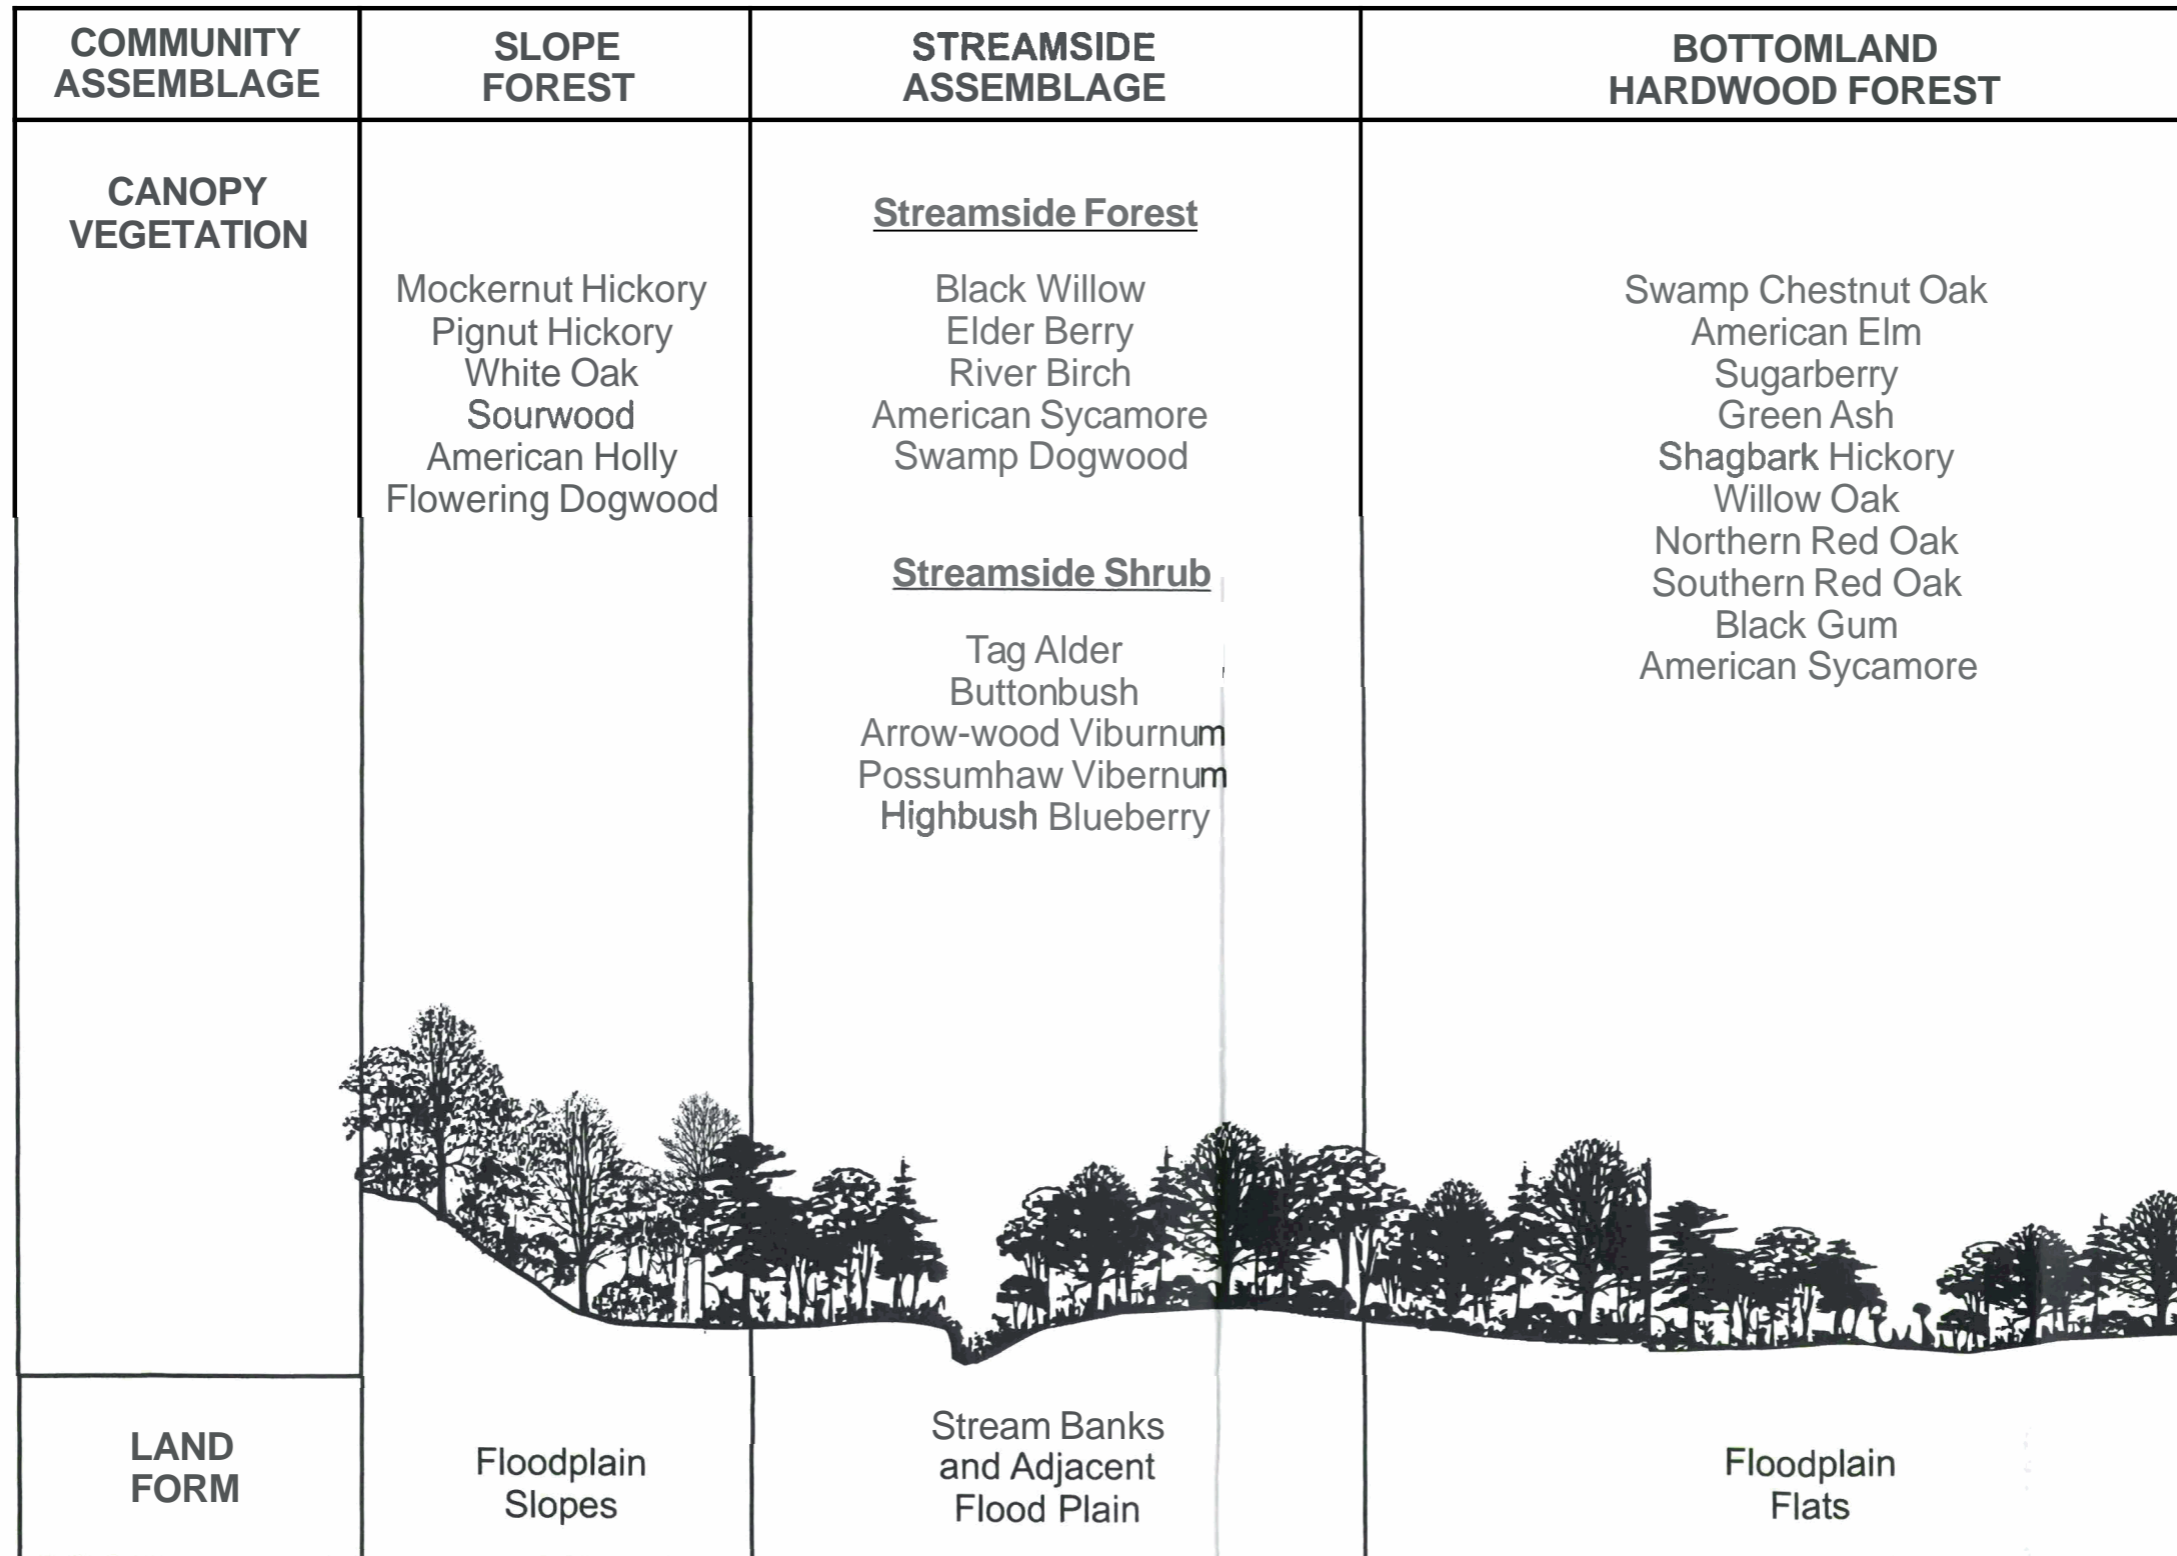 COMMUNITY
ASSEMBLAGE
SLOPE
FOREST
STREAMSIDE
ASSEMBLAGE
BOTTOMLAND
HARDWOOD FOREST
CANOPY
VEGETATION
Mockernut Hickory
Pignut Hickory
White Oak
Sourwood
American Holly
Flowering Dogwood
Streamside Forest
Black Willow
Elder Berry
River Birch
American Sycamore
Swamp Dogwood
Streamside Shrub
Tag Alder
Buttonbush
Arrow-wood Viburnum
Possumhaw Vibernum
Highbush Blueberry
Swamp Chestnut Oak
American Elm
Sugarberry
Green Ash
Shagbark Hickory
Willow Oak
Northern Red Oak
Southern Red Oak
Black Gum
American Sycamore
LAND
FORM
Floodplain
Slopes
Stream Banks
and Adjacent
Flood Plain
Floodplain
Flats